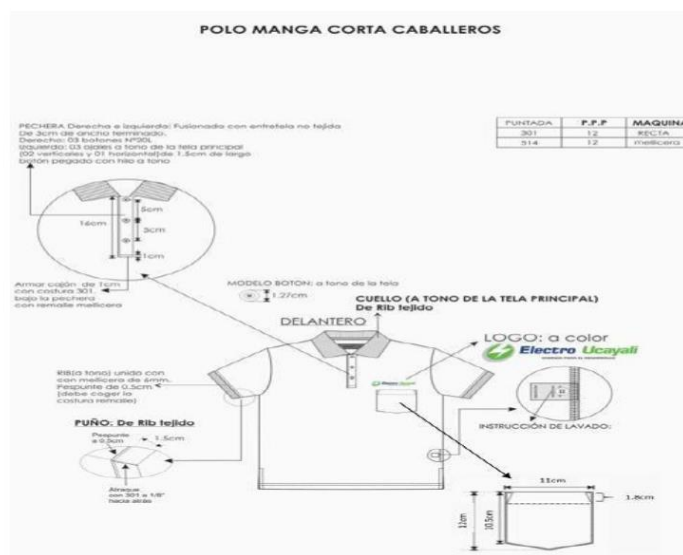 POLO MANGA CORTA CABALLEROS
PECHERA Derecha e izquierda: Fusionado con entretela no tejida
De 3cm de ancho terminado.
Derecho: 03 botones N°20L
Izquierda: 03 ojales a tono de la tela principal
(02 verticales y 01 horizontal)de 1.5cm de largo
botón pegado con hilo a tono
PUNTADA P.P.P MAQUINA
301 12 RECTA
514 12 mellicera
5cm
16cm
3cm
1cm
Armar cajón de 1cm
con costura 301.
bajo la pechera
con remalle mellicera
MODELO BOTON: a tono de la tela
1.27cm
CUELLO (A TONO DE LA TELA PRINCIPAL)
De Rib tejido
DELANTERO
LOGO: a color
Electro Ucayali
RIB(a tono) unido con
con mellicera de 6mm.
Pespunte de 0.5cm
(debe coger la
costura remalle)
Electro Ucayali
INSTRUCCIÓN DE LAVADO:
PUÑO: De Rib tejido
Pespunte
a 0.5cm
1.5cm
Atraque
con 301 a 1/8"
hacia atrás
11cm
1.8cm
12cm
10.5cm